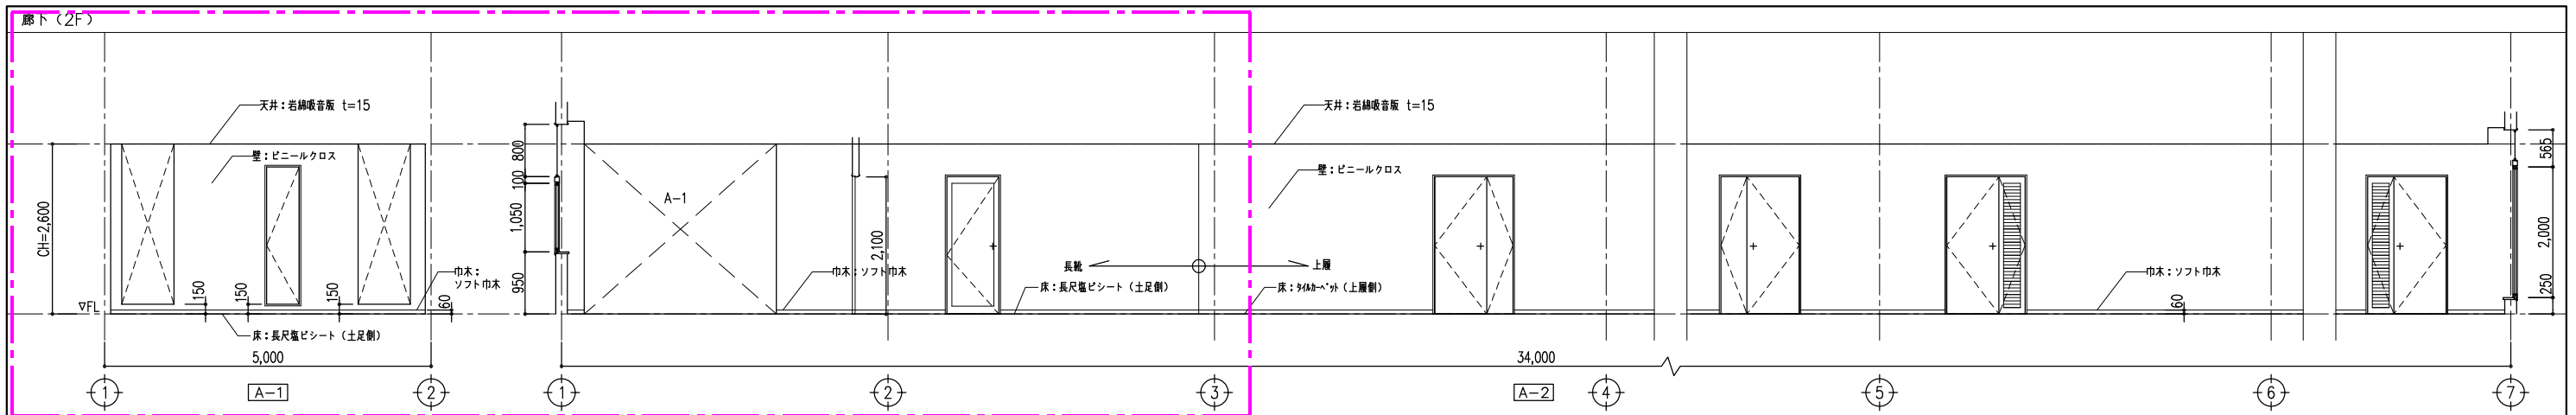 廊下（2F）
天井：岩綿吸音版 t=15
壁：ビニールクロス
CH=2,600
▽FL
150
150
150
60
巾木：
ソフト巾木
床：長尺塩ビシート（土足側）
5,000
1
A-1
2
800
100
1,050
950
A-1
2,100
巾木：ソフト巾木
長靴
上履
床：長尺塩ビシート（土足側）
床：タイルカーペット（上履側）
天井：岩綿吸音版 t=15
壁：ビニールクロス
60
巾木：ソフト巾木
565
2,000
250
34,000
1
2
3
A-2
4
5
6
7